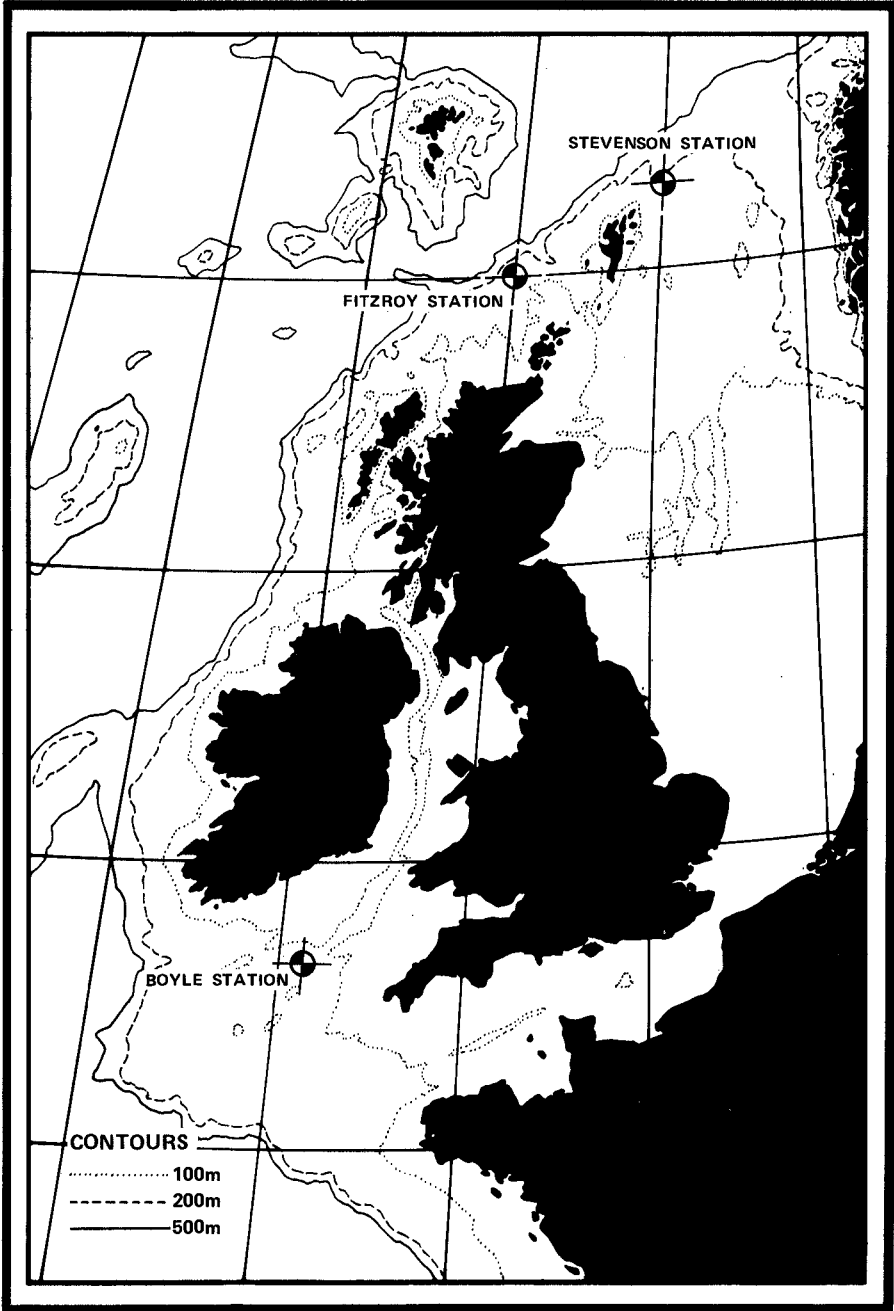 STEVENSON STATION
FITZROY STATION
BOYLE STATION
CONTOURS
100m
200m
500m